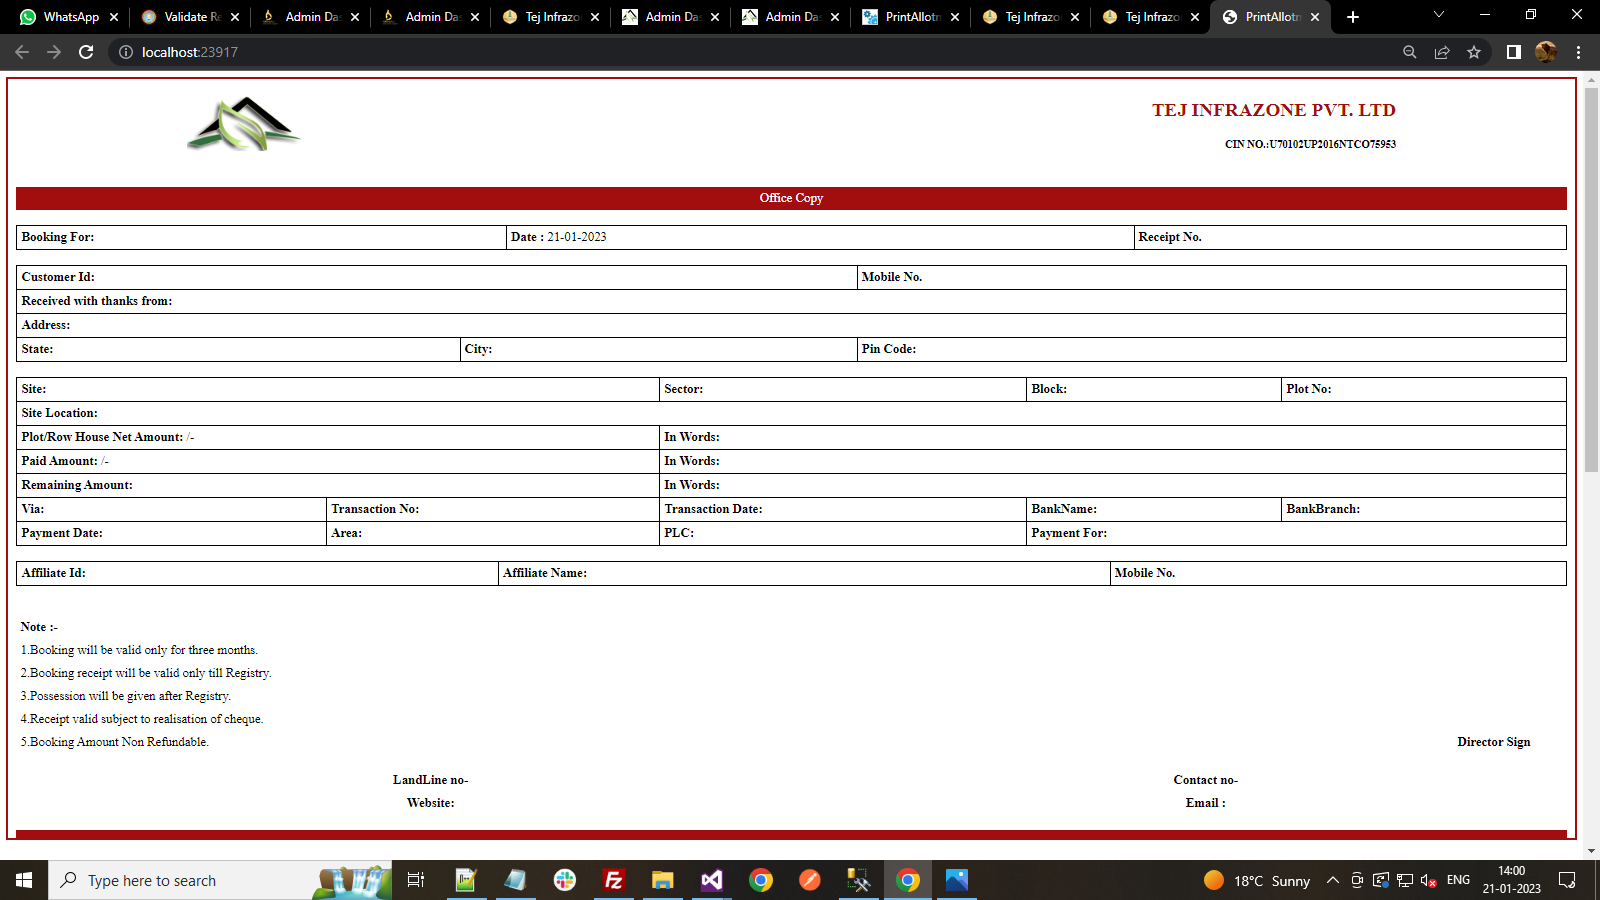 WhatsApp Validate Re Admin Das Admin Das Tej Infrazo Admin Das Admin Das PrintAllotm Tej Infrazo Tej Infrazo PrintAllotm
localhost:23917
TEJ INFRAZONE PVT. LTD
CIN NO.:U70102UP2016NTCO75953
Office Copy
Booking For: Date : 21-01-2023 Receipt No.
Customer Id: Mobile No.
Received with thanks from:
Address:
State: City: Pin Code:
Site: Sector: Block: Plot No:
Site Location:
Plot/Row House Net Amount: /- In Words:
Paid Amount: /- In Words:
Remaining Amount: In Words:
Via: Transaction No: Transaction Date: BankName: BankBranch:
Payment Date: Area: PLC: Payment For:
Affiliate Id: Affiliate Name: Mobile No.
Note :-
1.Booking will be valid only for three months.
2.Booking receipt will be valid only till Registry.
3.Possession will be given after Registry.
4.Receipt valid subject to realisation of cheque.
5.Booking Amount Non Refundable. Director Sign
LandLine no- Contact no-
Website: Email :
Type here to search 18°C Sunny ENG 14:00
21-01-2023